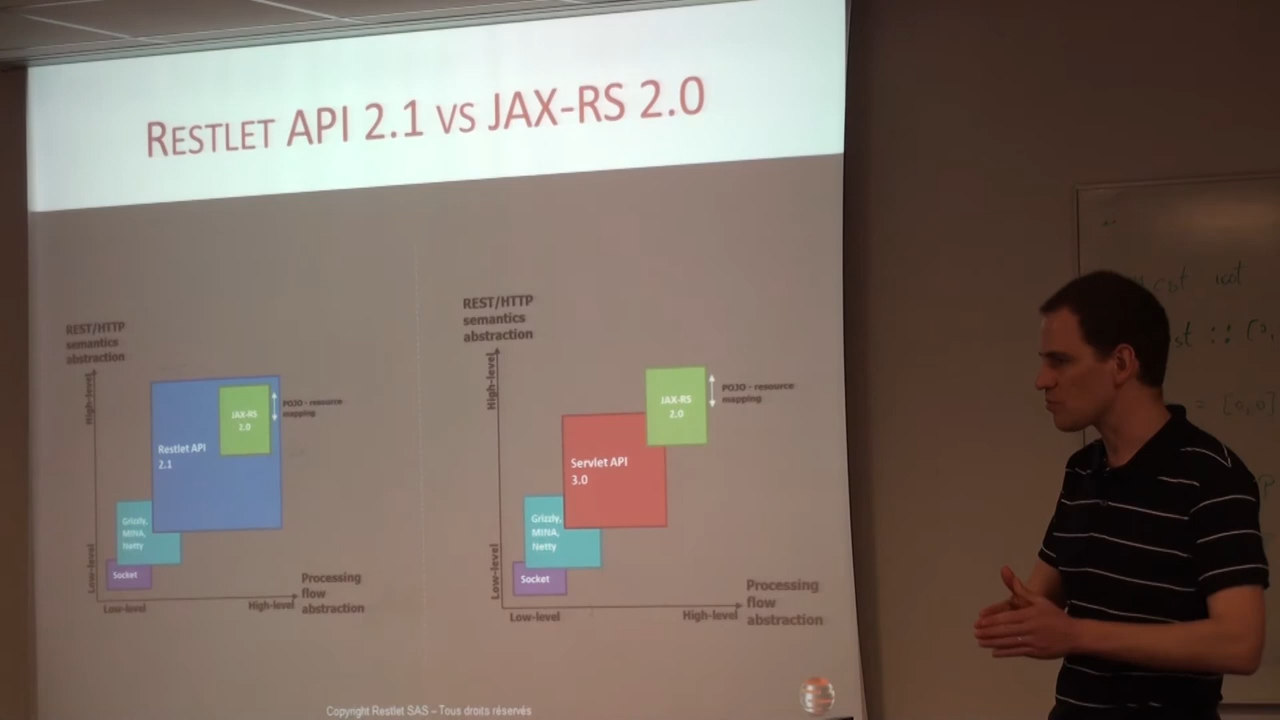 RESTLET API 2.1 VS JAX-RS 2.0
REST/HTTP
semantics
abstraction
High-level
Low-level
Restlet API
2.1
JAX-RS
2.0
POJO - resource
mapping
Grizzly,
MINA,
Netty
Socket
Low-level
High-level
Processing
flow
abstraction
REST/HTTP
semantics
abstraction
High-level
Low-level
JAX-RS
2.0
POJO - resource
mapping
Servlet API
3.0
Grizzly,
MINA,
Netty
Socket
Low-level
High-level
Processing
flow
abstraction
Copyright Restlet SAS – Tous droits réservés